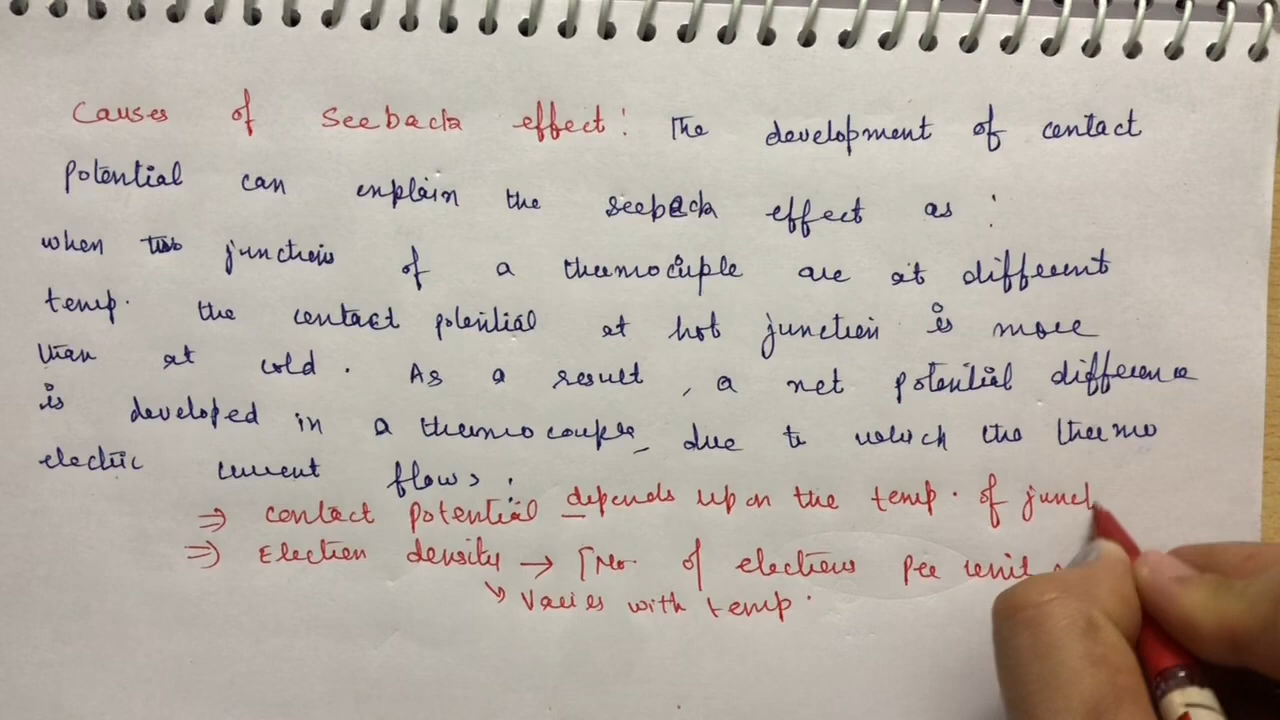 Causes of Seeback effect: The development of contact
potential can explain the seeback effect as :
when two junctions of a thermocuple are at different
temp. the contact potential at hot junction is more
than at cold. As a result, a net potential difference
is developed in a thermocouple, due to which the thermo
electric current flows.
⇒ contact potential depends upon the temp. of junct
⇒ Electron density → [No. of electrons per unit
↘ Varies with temp.